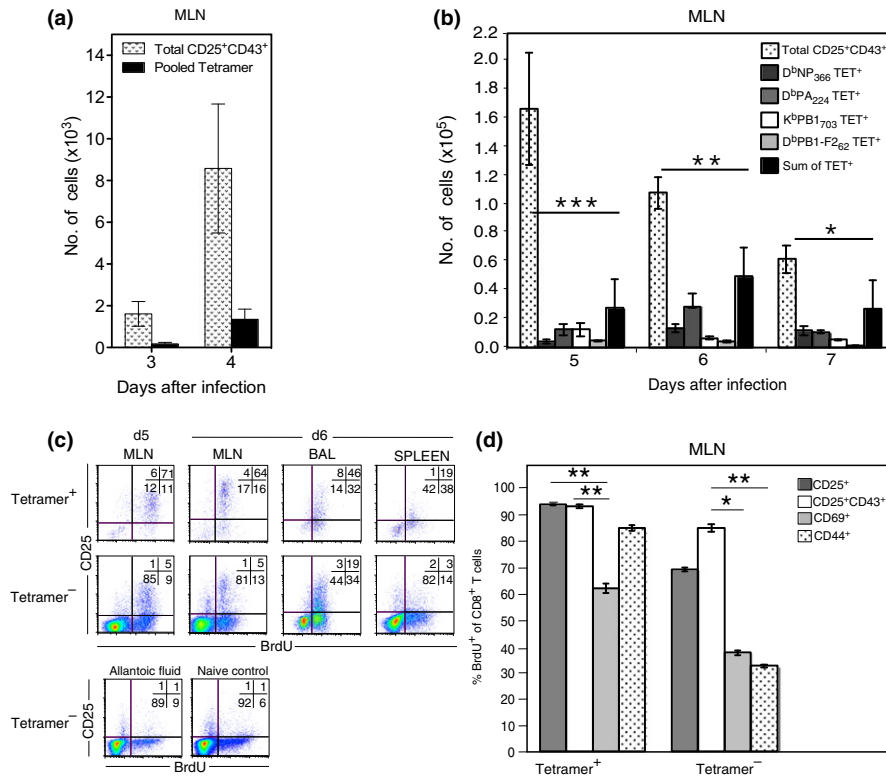 (a)
MLN
14
12
10
8
6
4
2
0
No. of cells (x10³)
Total CD25⁺CD43⁺
Pooled Tetramer
3 4
Days after infection
(b)
MLN
2.2
2.0
1.8
1.6
1.4
1.2
1.0
0.8
0.6
0.4
0.2
0.0
No. of cells (x10⁵)
Total CD25⁺CD43⁺
DᵇNP₃₆₆ TET⁺
DᵇPA₂₂₄ TET⁺
KᵇPB1₇₀₃ TET⁺
DᵇPB1-F2₆₂ TET⁺
Sum of TET⁺
***
**
*
5 6 7
Days after infection
(c)
d5 d6
MLN MLN BAL SPLEEN
Tetramer⁺
6 71
12 11
4 64
17 16
8 46
14 32
1 19
42 38
CD25
Tetramer⁻
1 5
85 9
1 5
81 13
3 19
44 34
2 3
82 14
BrdU
Allantoic fluid Naive control
Tetramer⁻
CD25
1 1
89 9
1 1
92 6
BrdU
(d)
MLN
100
90
80
70
60
50
40
30
20
10
0
% BrdU⁺ of CD8⁺ T cells
**
**
**
*
CD25⁺
CD25⁺CD43⁺
CD69⁺
CD44⁺
Tetramer⁺ Tetramer⁻